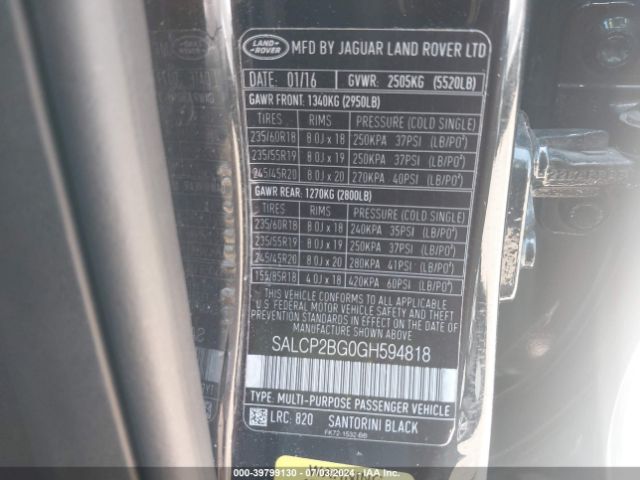 LAND-ROVER MFD BY JAGUAR LAND ROVER LTD
DATE: 01/16 GVWR: 2505KG (5520LB)
GAWR FRONT: 1340KG (2950LB)
TIRES RIMS PRESSURE (COLD SINGLE)
235/60R18 8.0J x 18 250KPA 37PSI (LB/PO²)
235/55R19 8.0J x 19 250KPA 37PSI (LB/PO²)
245/45R20 8.0J x 20 270KPA 40PSI (LB/PO²)
GAWR REAR: 1270KG (2800LB)
TIRES RIMS PRESSURE (COLD SINGLE)
235/60R18 8.0J x 18 240KPA 35PSI (LB/PO²)
235/55R19 8.0J x 19 250KPA 37PSI (LB/PO²)
245/45R20 8.0J x 20 280KPA 41PSI (LB/PO²)
155/85R18 4.0J x 18 420KPA 60PSI (LB/PO²)
THIS VEHICLE CONFORMS TO ALL APPLICABLE
U.S. FEDERAL MOTOR VEHICLE SAFETY AND THEFT
PREVENTION STANDARDS IN EFFECT ON THE DATE OF
MANUFACTURE SHOWN ABOVE.
SALCP2BG0GH594818
TYPE: MULTI-PURPOSE PASSENGER VEHICLE
LRC: 820 SANTORINI BLACK
000-39799130 - 07/03/2024 - IAAI.com